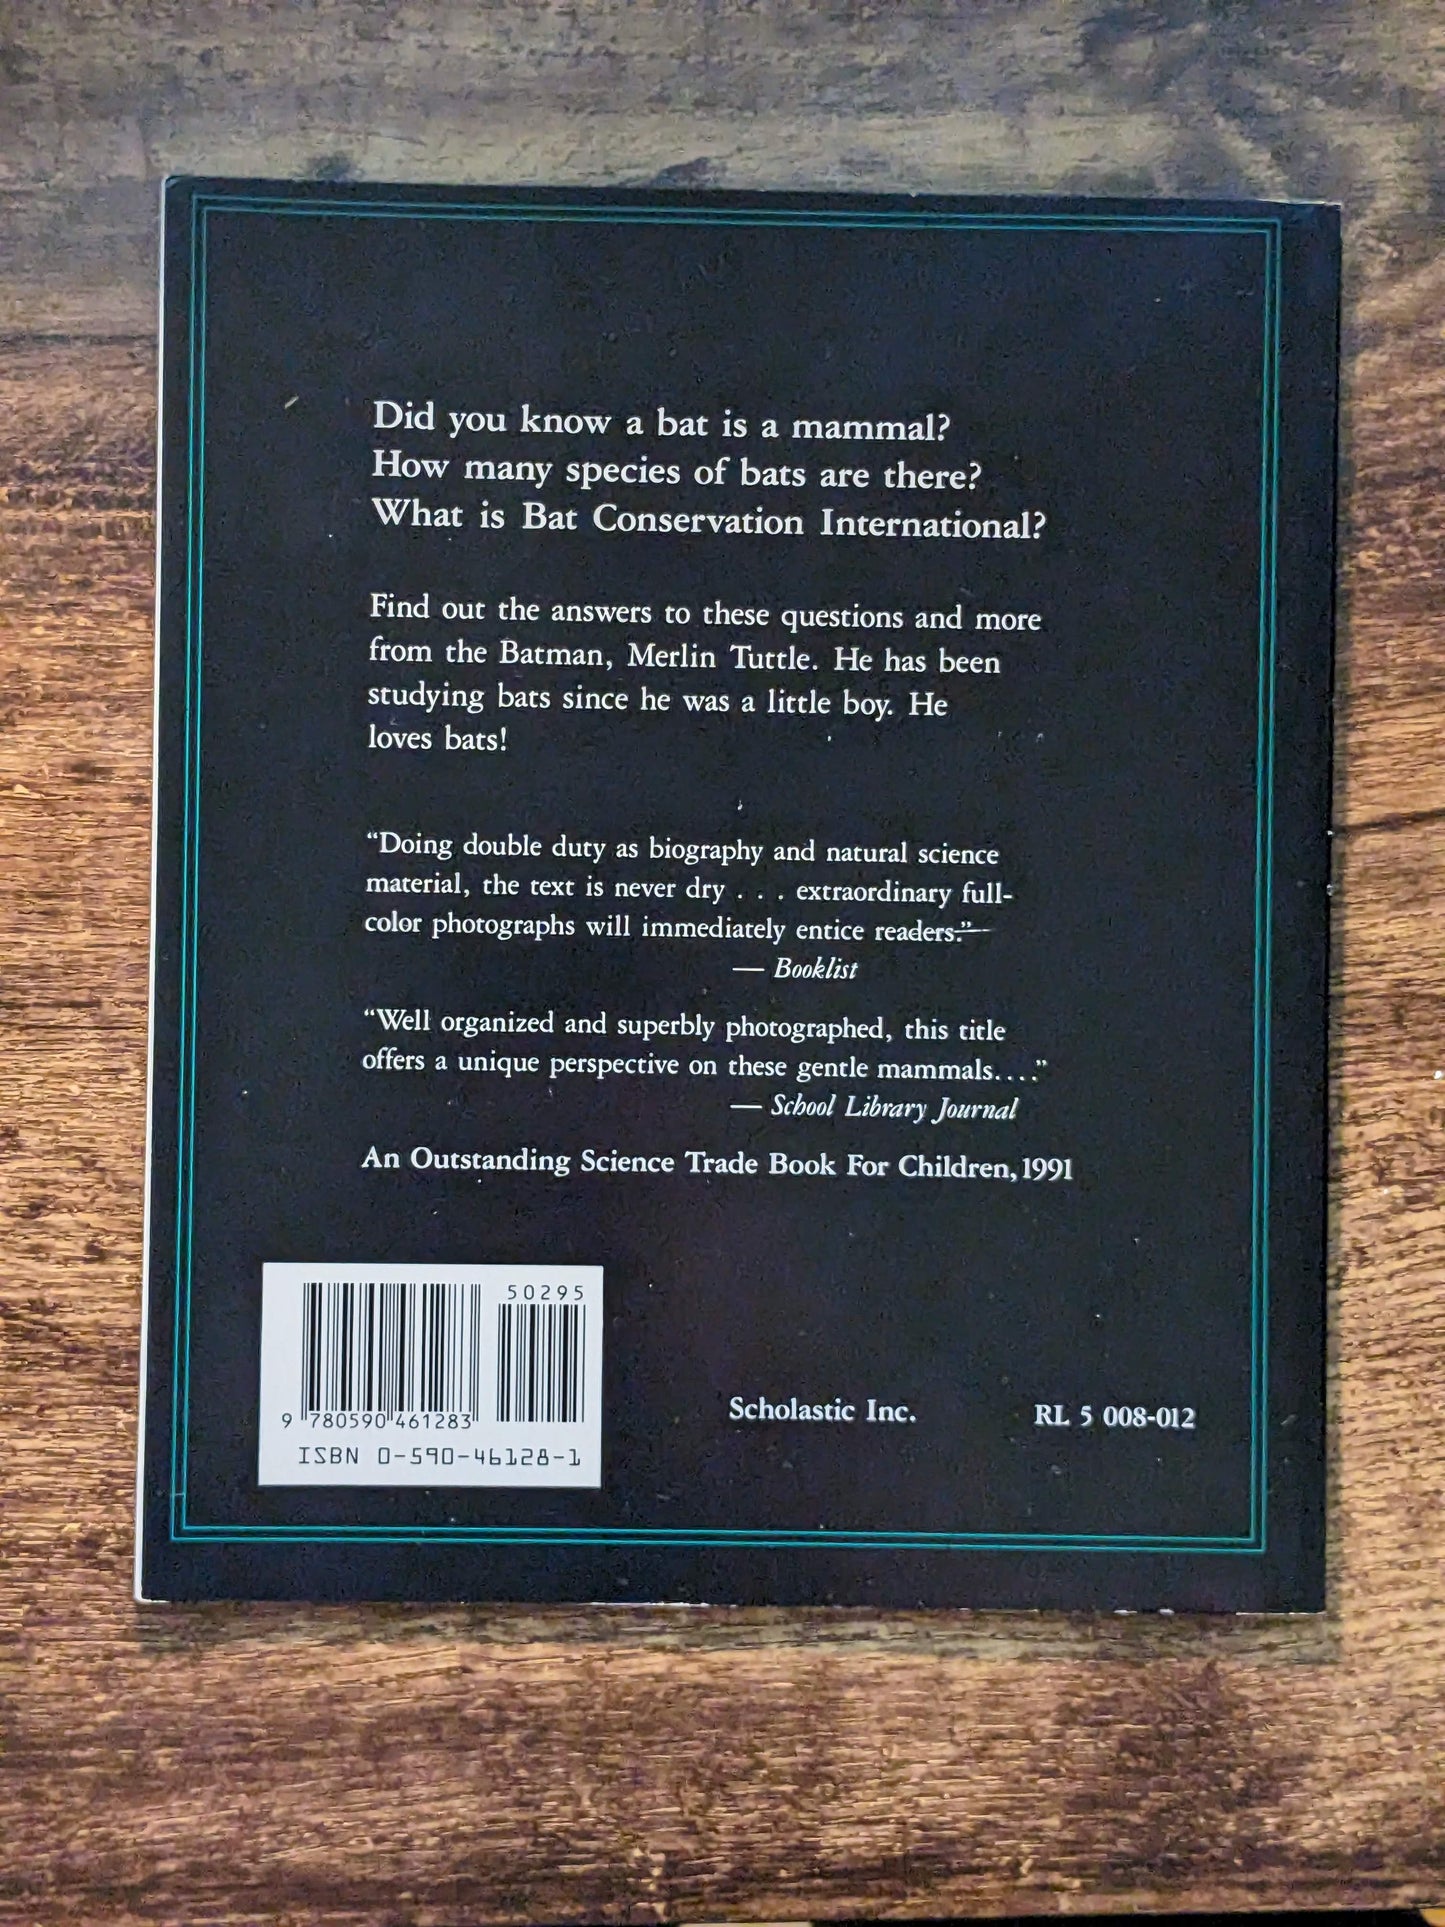 Did you know a bat is a mammal?
How many species of bats are there?
What is Bat Conservation International?
Find out the answers to these questions and more
from the Batman, Merlin Tuttle. He has been
studying bats since he was a little boy. He
loves bats!
“Doing double duty as biography and natural science
material, the text is never dry . . . extraordinary full-
color photographs will immediately entice readers.”
— Booklist
“Well organized and superbly photographed, this title
offers a unique perspective on these gentle mammals....”
— School Library Journal
An Outstanding Science Trade Book For Children, 1991
50295
9 780590 461283
ISBN 0-590-46128-1
Scholastic Inc.
RL 5 008-012